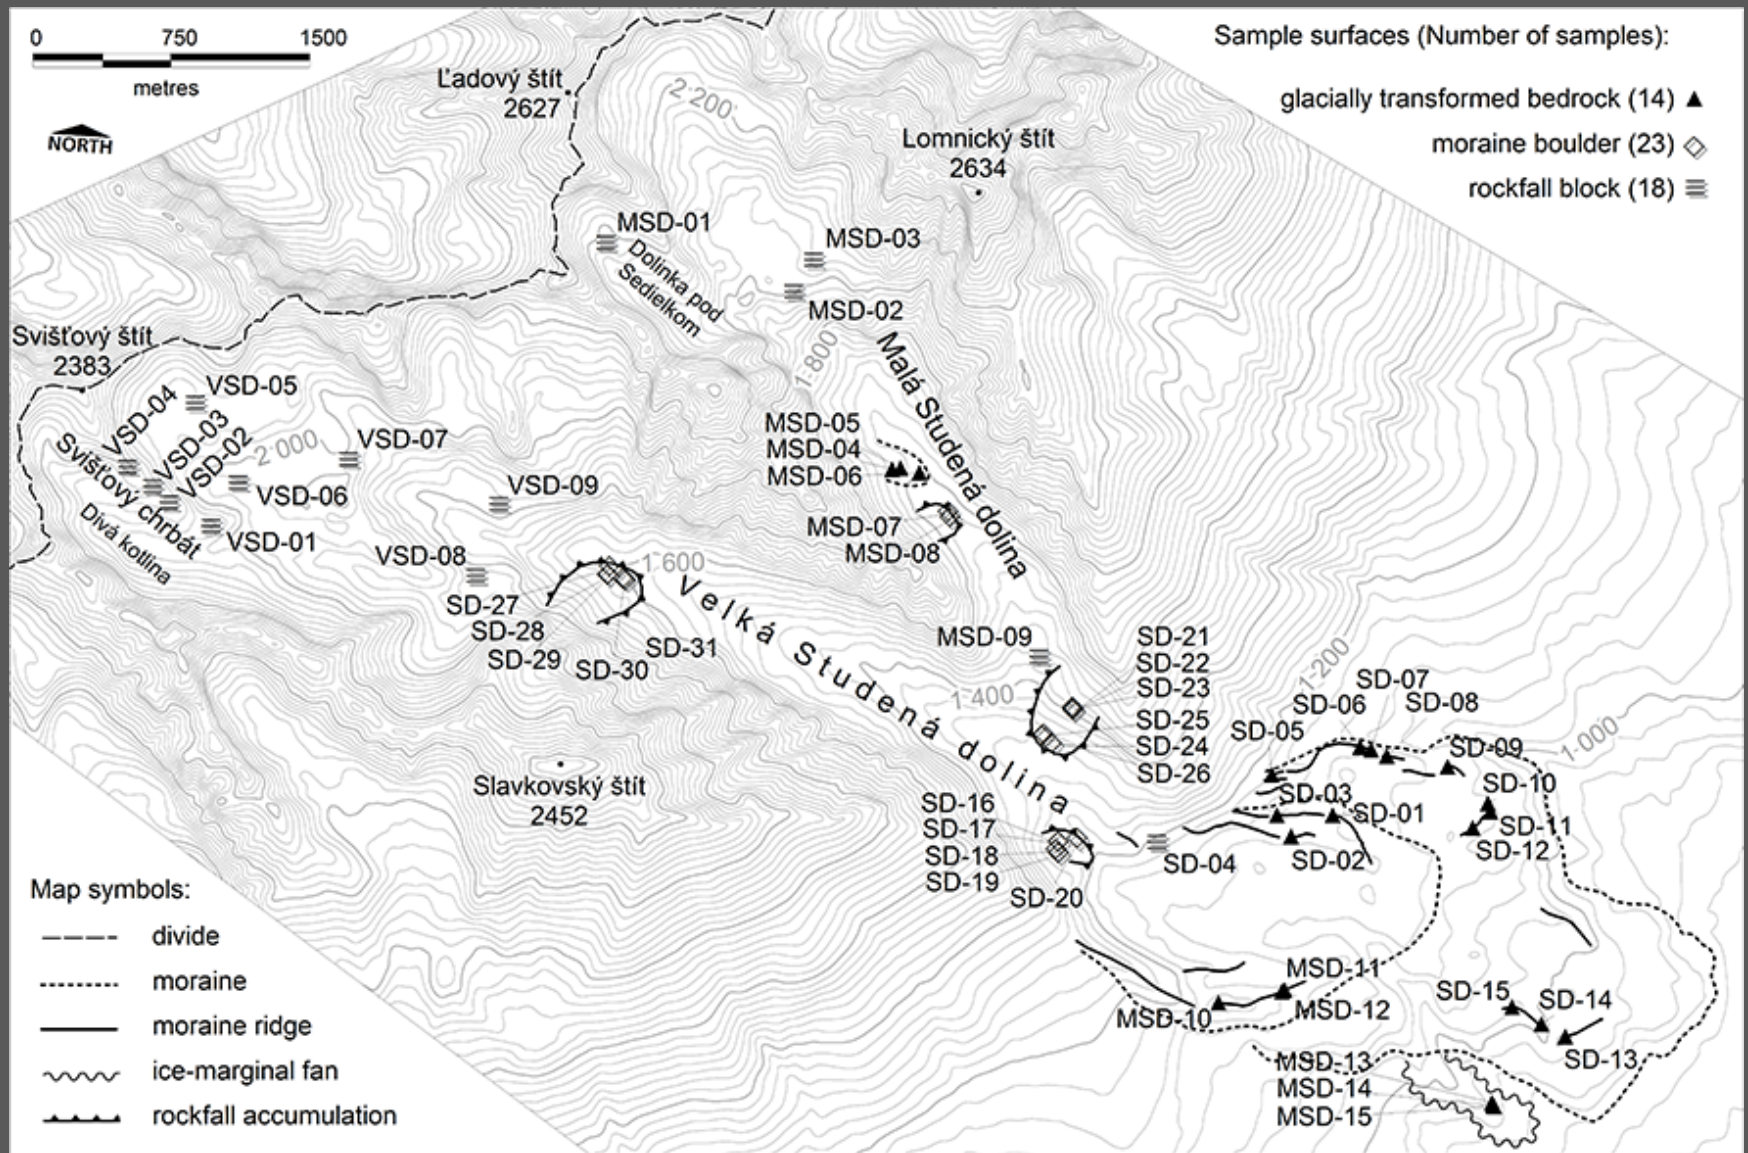 0 750 1500
metres
NORTH
Sample surfaces (Number of samples):
glacially transformed bedrock (14)
moraine boulder (23)
rockfall block (18)
Ľadový štít
2627
2 200
Lomnický štít
2634
MSD-01
Dolinka pod
Sedielkom
MSD-03
MSD-02
Svišťový štít
2383
1 800
Malá Studená dolina
VSD-05
VSD-04
VSD-03
VSD-02
2 000
VSD-07
VSD-06
VSD-09
VSD-01
Svišťový chrbát
Divá kotlina
VSD-08
MSD-05
MSD-04
MSD-06
MSD-07
MSD-08
1 600
Velká Studená dolina
SD-27
SD-28
SD-29
SD-30
SD-31
MSD-09
1 400
SD-21
SD-22
SD-23
SD-25
SD-24
SD-26
1 200
SD-07
SD-06
SD-08
SD-05
SD-09
1 000
SD-10
SD-03
SD-01
SD-11
SD-12
SD-02
SD-04
Slavkovský štít
2452
SD-16
SD-17
SD-18
SD-19
SD-20
MSD-11
MSD-12
MSD-10
SD-15
SD-14
SD-13
MSD-13
MSD-14
MSD-15
Map symbols:
divide
moraine
moraine ridge
ice-marginal fan
rockfall accumulation